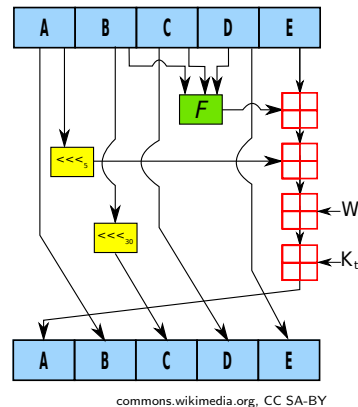 A B C D E
F
<<<5
W
<<<30
Kt
A B C D E
commons.wikimedia.org, CC SA-BY